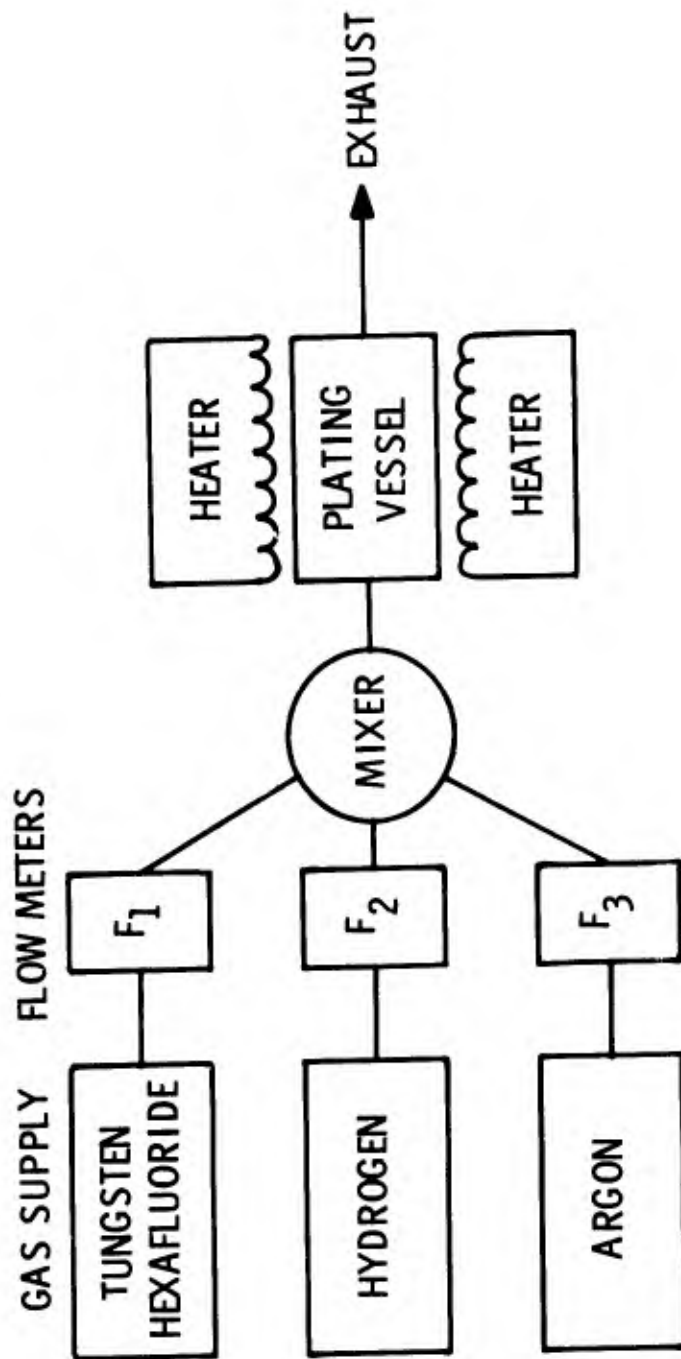 GAS SUPPLY
FLOW METERS
TUNGSTEN
HEXAFLUORIDE
F1
HYDROGEN
F2
ARGON
F3
MIXER
HEATER
PLATING
VESSEL
HEATER
EXHAUST